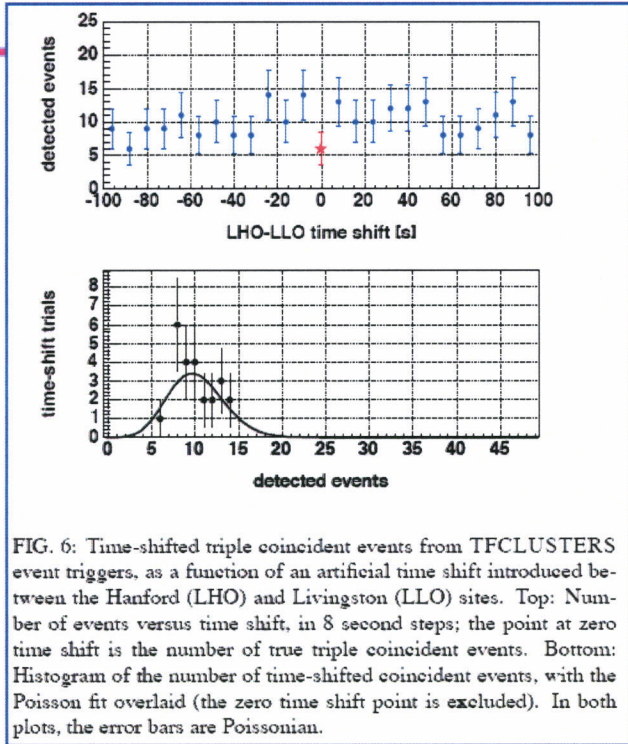 detected events
25
20
15
10
5
0
-100 -80 -60 -40 -20 0 20 40 60 80 100
LHO-LLO time shift [s]
time-shift trials
8
7
6
5
4
3
2
1
0
0 5 10 15 20 25 30 35 40 45
detected events
FIG. 6: Time-shifted triple coincident events from TFCLUSTERS
event triggers, as a function of an artificial time shift introduced be-
tween the Hanford (LHO) and Livingston (LLO) sites. Top: Num-
ber of events versus time shift, in 8 second steps; the point at zero
time shift is the number of true triple coincident events. Bottom:
Histogram of the number of time-shifted coincident events, with the
Poisson fit overlaid (the zero time shift point is excluded). In both
plots, the error bars are Poissonian.